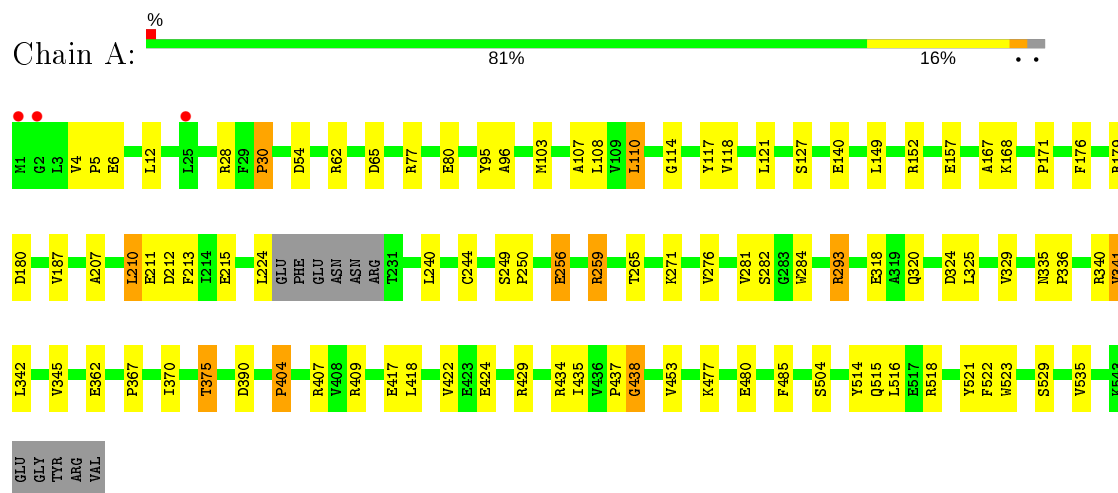 %
Chain A:
81% 16% • •
M1 G2 L3 V4 P5 E6 L12 L25 R28 F29 P30 D54 R62 D65 R77 E80 Y95 A96 M103 A107 L108 V109 L110 G114 Y117 V118 L121 S127 E140 L149 R152 E157 A167 K168 P171 F176
D180 V187 A207 L210 E211 D212 F213 I214 E215 L224 GLU PHE GLU ASN ASN ARG T231 L240 C244 S249 P250 E256 R259 T265 K271 V276 V281 S282 G283 W284 R293 E318 A319 Q320 D324 L325 V329 N335 P336 R340
L342 V345 E362 P367 I370 T375 D390 P404 R407 V408 R409 E417 L418 V422 E423 E424 R429 R434 I435 V436 P437 G438 V453 K477 E480 F485 S504 Y514 Q515 L516 E517 R518 Y521 F522 W523 S529 V535
GLU GLY TYR ARG VAL